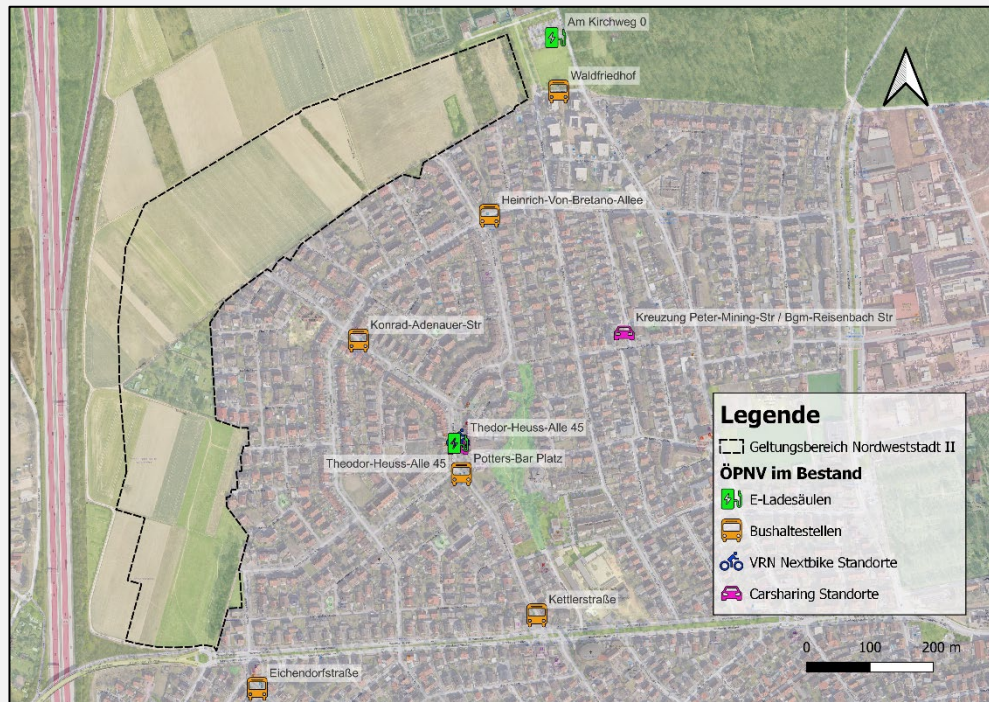 Am Kirchweg 0
Waldfriedhof
Heinrich-Von-Bretano-Allee
Konrad-Adenauer-Str
Kreuzung Peter-Mining-Str / Bgm-Reisenbach Str
Thedor-Heuss-Alle 45
Theodor-Heuss-Alle 45
Potters-Bar Platz
Kettlerstraße
Eichendorfstraße
Legende
Geltungsbereich Nordweststadt II
ÖPNV im Bestand
E-Ladesäulen
Bushaltestellen
VRN Nextbike Standorte
Carsharing Standorte
0 100 200 m